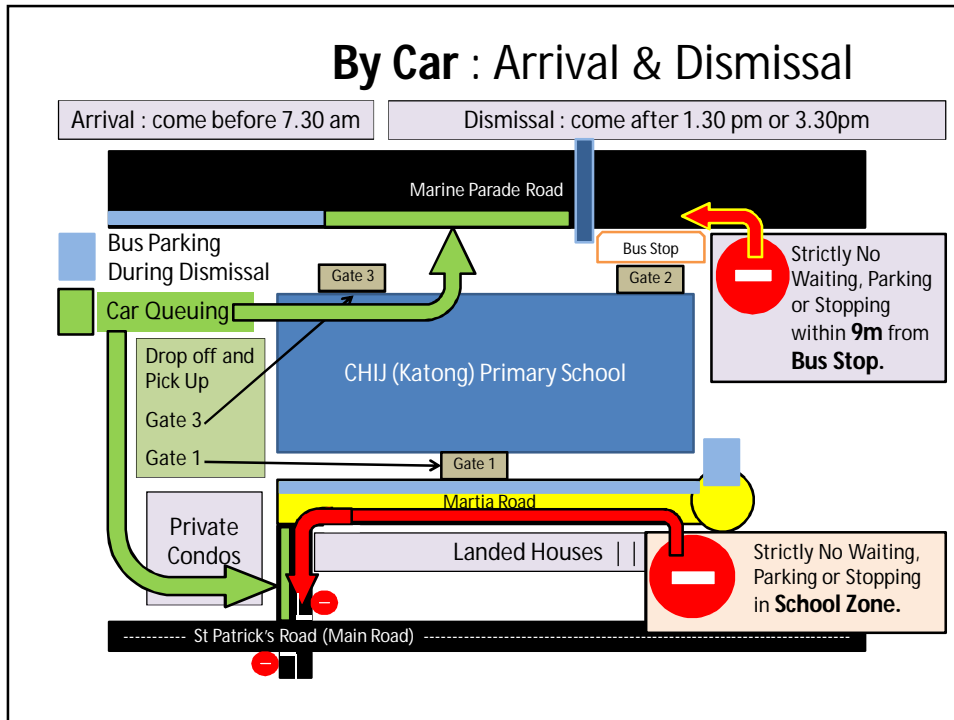 By Car : Arrival & Dismissal
Arrival : come before 7.30 am
Dismissal : come after 1.30 pm or 3.30pm
Marine Parade Road
Bus Parking
During Dismissal
Bus Stop
Gate 3
Gate 2
Strictly No
Waiting, Parking
or Stopping
within 9m from
Bus Stop.
Car Queuing
Drop off and
Pick Up
Gate 3
Gate 1
CHIJ (Katong) Primary School
Gate 1
Martia Road
Private
Condos
Landed Houses | |
Strictly No Waiting,
Parking or Stopping
in School Zone.
----------- St Patrick's Road (Main Road) ----------------------------------------------------------------